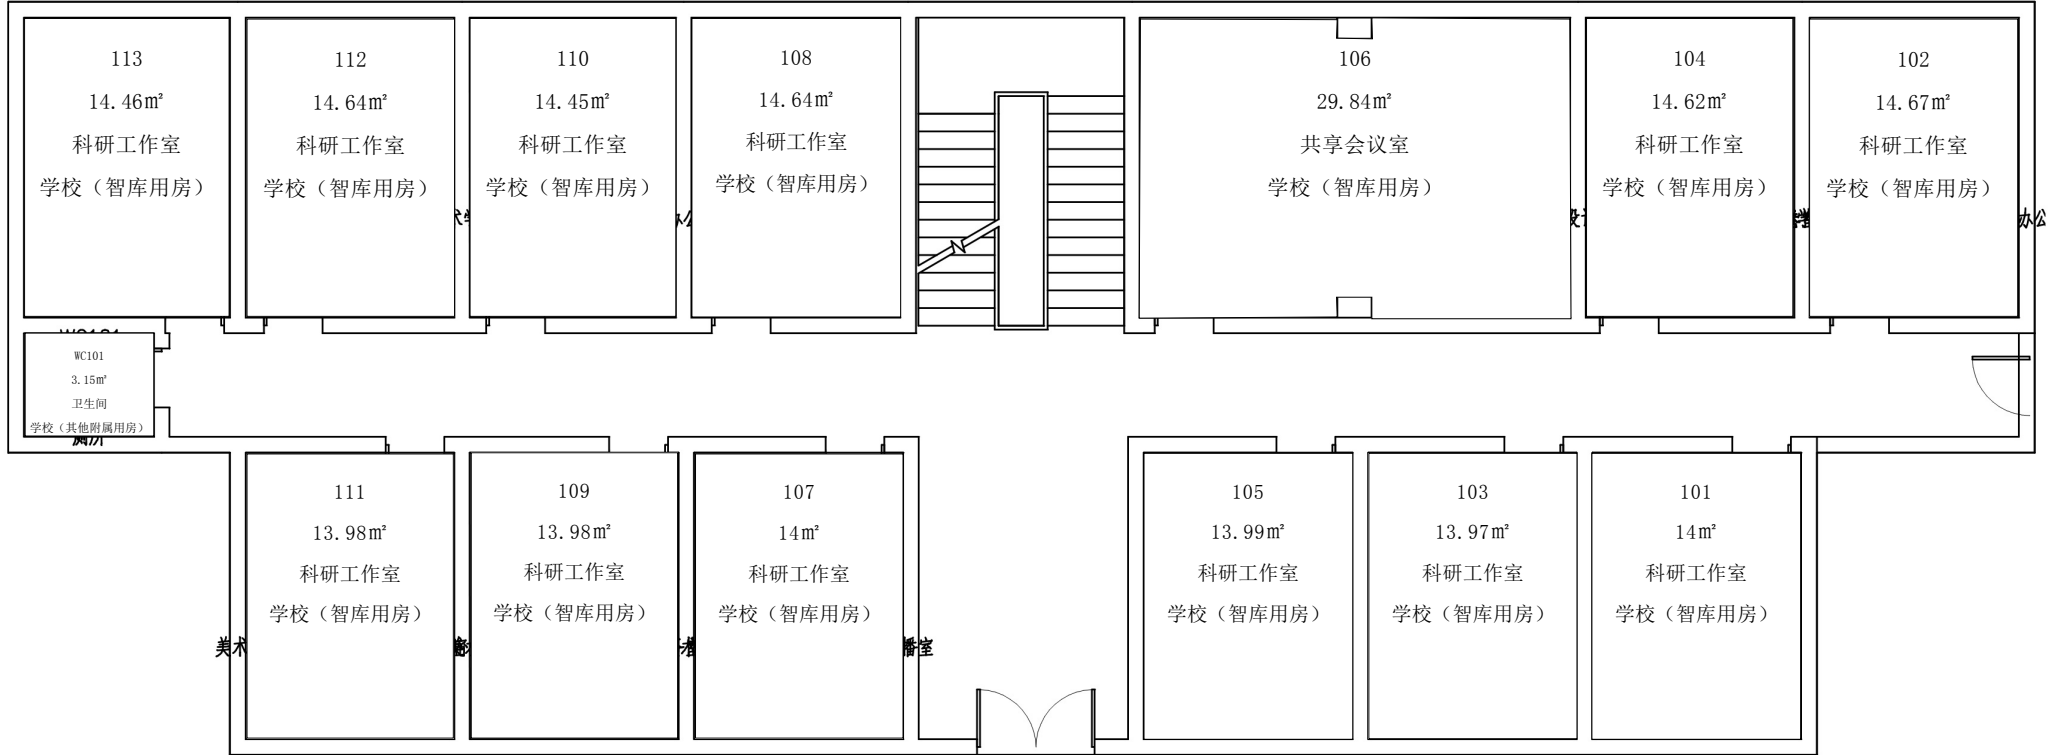 113
14.46㎡
科研工作室
学校（智库用房）
112
14.64㎡
科研工作室
学校（智库用房）
110
14.45㎡
科研工作室
学校（智库用房）
108
14.64㎡
科研工作室
学校（智库用房）
106
29.84㎡
共享会议室
学校（智库用房）
104
14.62㎡
科研工作室
学校（智库用房）
102
14.67㎡
科研工作室
学校（智库用房）
办公
WC101
3.15㎡
卫生间
学校（其他附属用房）
111
13.98㎡
科研工作室
学校（智库用房）
109
13.98㎡
科研工作室
学校（智库用房）
107
14㎡
科研工作室
学校（智库用房）
105
13.99㎡
科研工作室
学校（智库用房）
103
13.97㎡
科研工作室
学校（智库用房）
101
14㎡
科研工作室
学校（智库用房）
美术